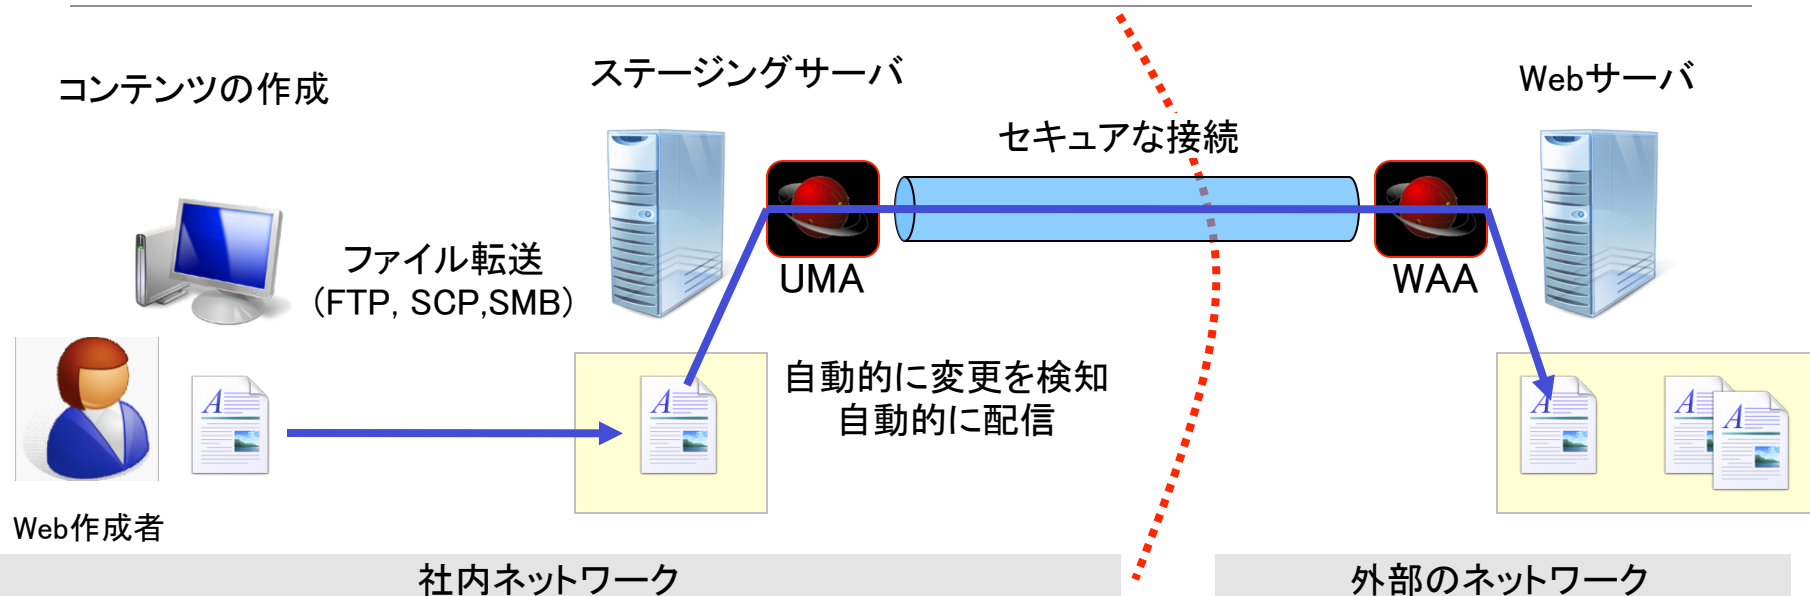 コンテンツの作成
ステージングサーバ
Webサーバ
セキュアな接続
ファイル転送
(FTP, SCP,SMB)
UMA
WAA
自動的に変更を検知
自動的に配信
Web作成者
社内ネットワーク
外部のネットワーク